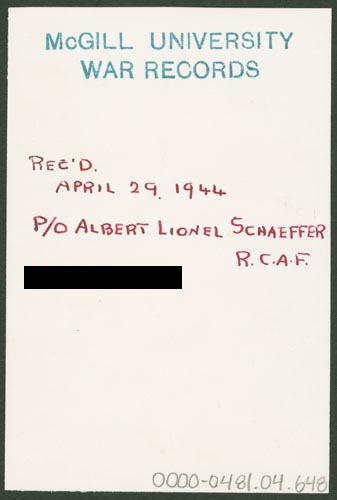 McGILL UNIVERSITY
WAR RECORDS
REC'D.
APRIL 29, 1944
P/O ALBERT LIONEL SCHAEFFER
R.C.A.F.
0000-0481.04.648